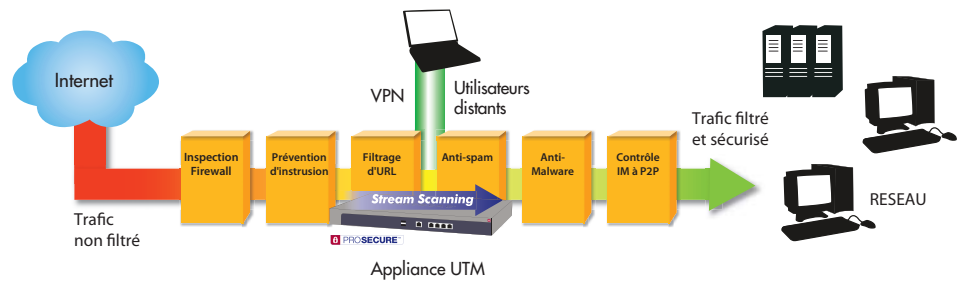 Internet
VPN
Utilisateurs
distants
Trafic filtré
et sécurisé
Inspection
Firewall
Prévention
d'instrusion
Filtrage
d'URL
Anti-spam
Anti-
Malware
Contrôle
IM à P2P
Stream Scanning
RESEAU
Trafic
non filtré
PROSECURE
Appliance UTM